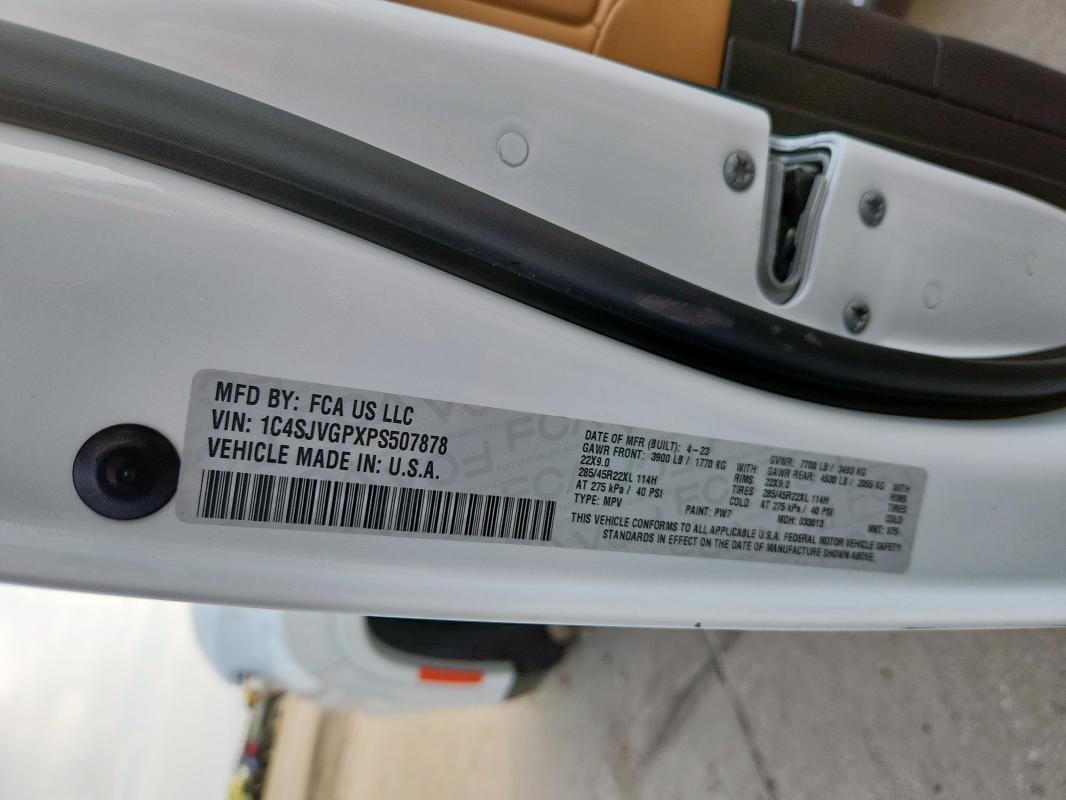 MFD BY: FCA US LLC
VIN: 1C4SJVGPXPS507878
VEHICLE MADE IN: U.S.A.
DATE OF MFR (BUILT): 4-23 GVWR: 7700 LB / 3493 KG
GAWR FRONT: 3900 LB / 1770 KG WITH GAWR REAR: 4500 LB / KG WITH
22X9.0 RIMS 22X9.0 RIMS
285/45R22XL 114H TIRES 285/45R22XL 114H TIRES
AT 275 kPa / 40 PSI COLD AT 275 kPa / 40 PSI COLD
TYPE: MPV PAINT: PW7 MDH: MKT:
THIS VEHICLE CONFORMS TO ALL APPLICABLE U.S.A. FEDERAL MOTOR VEHICLE SAFETY
STANDARDS IN EFFECT ON THE DATE OF MANUFACTURE SHOWN ABOVE.